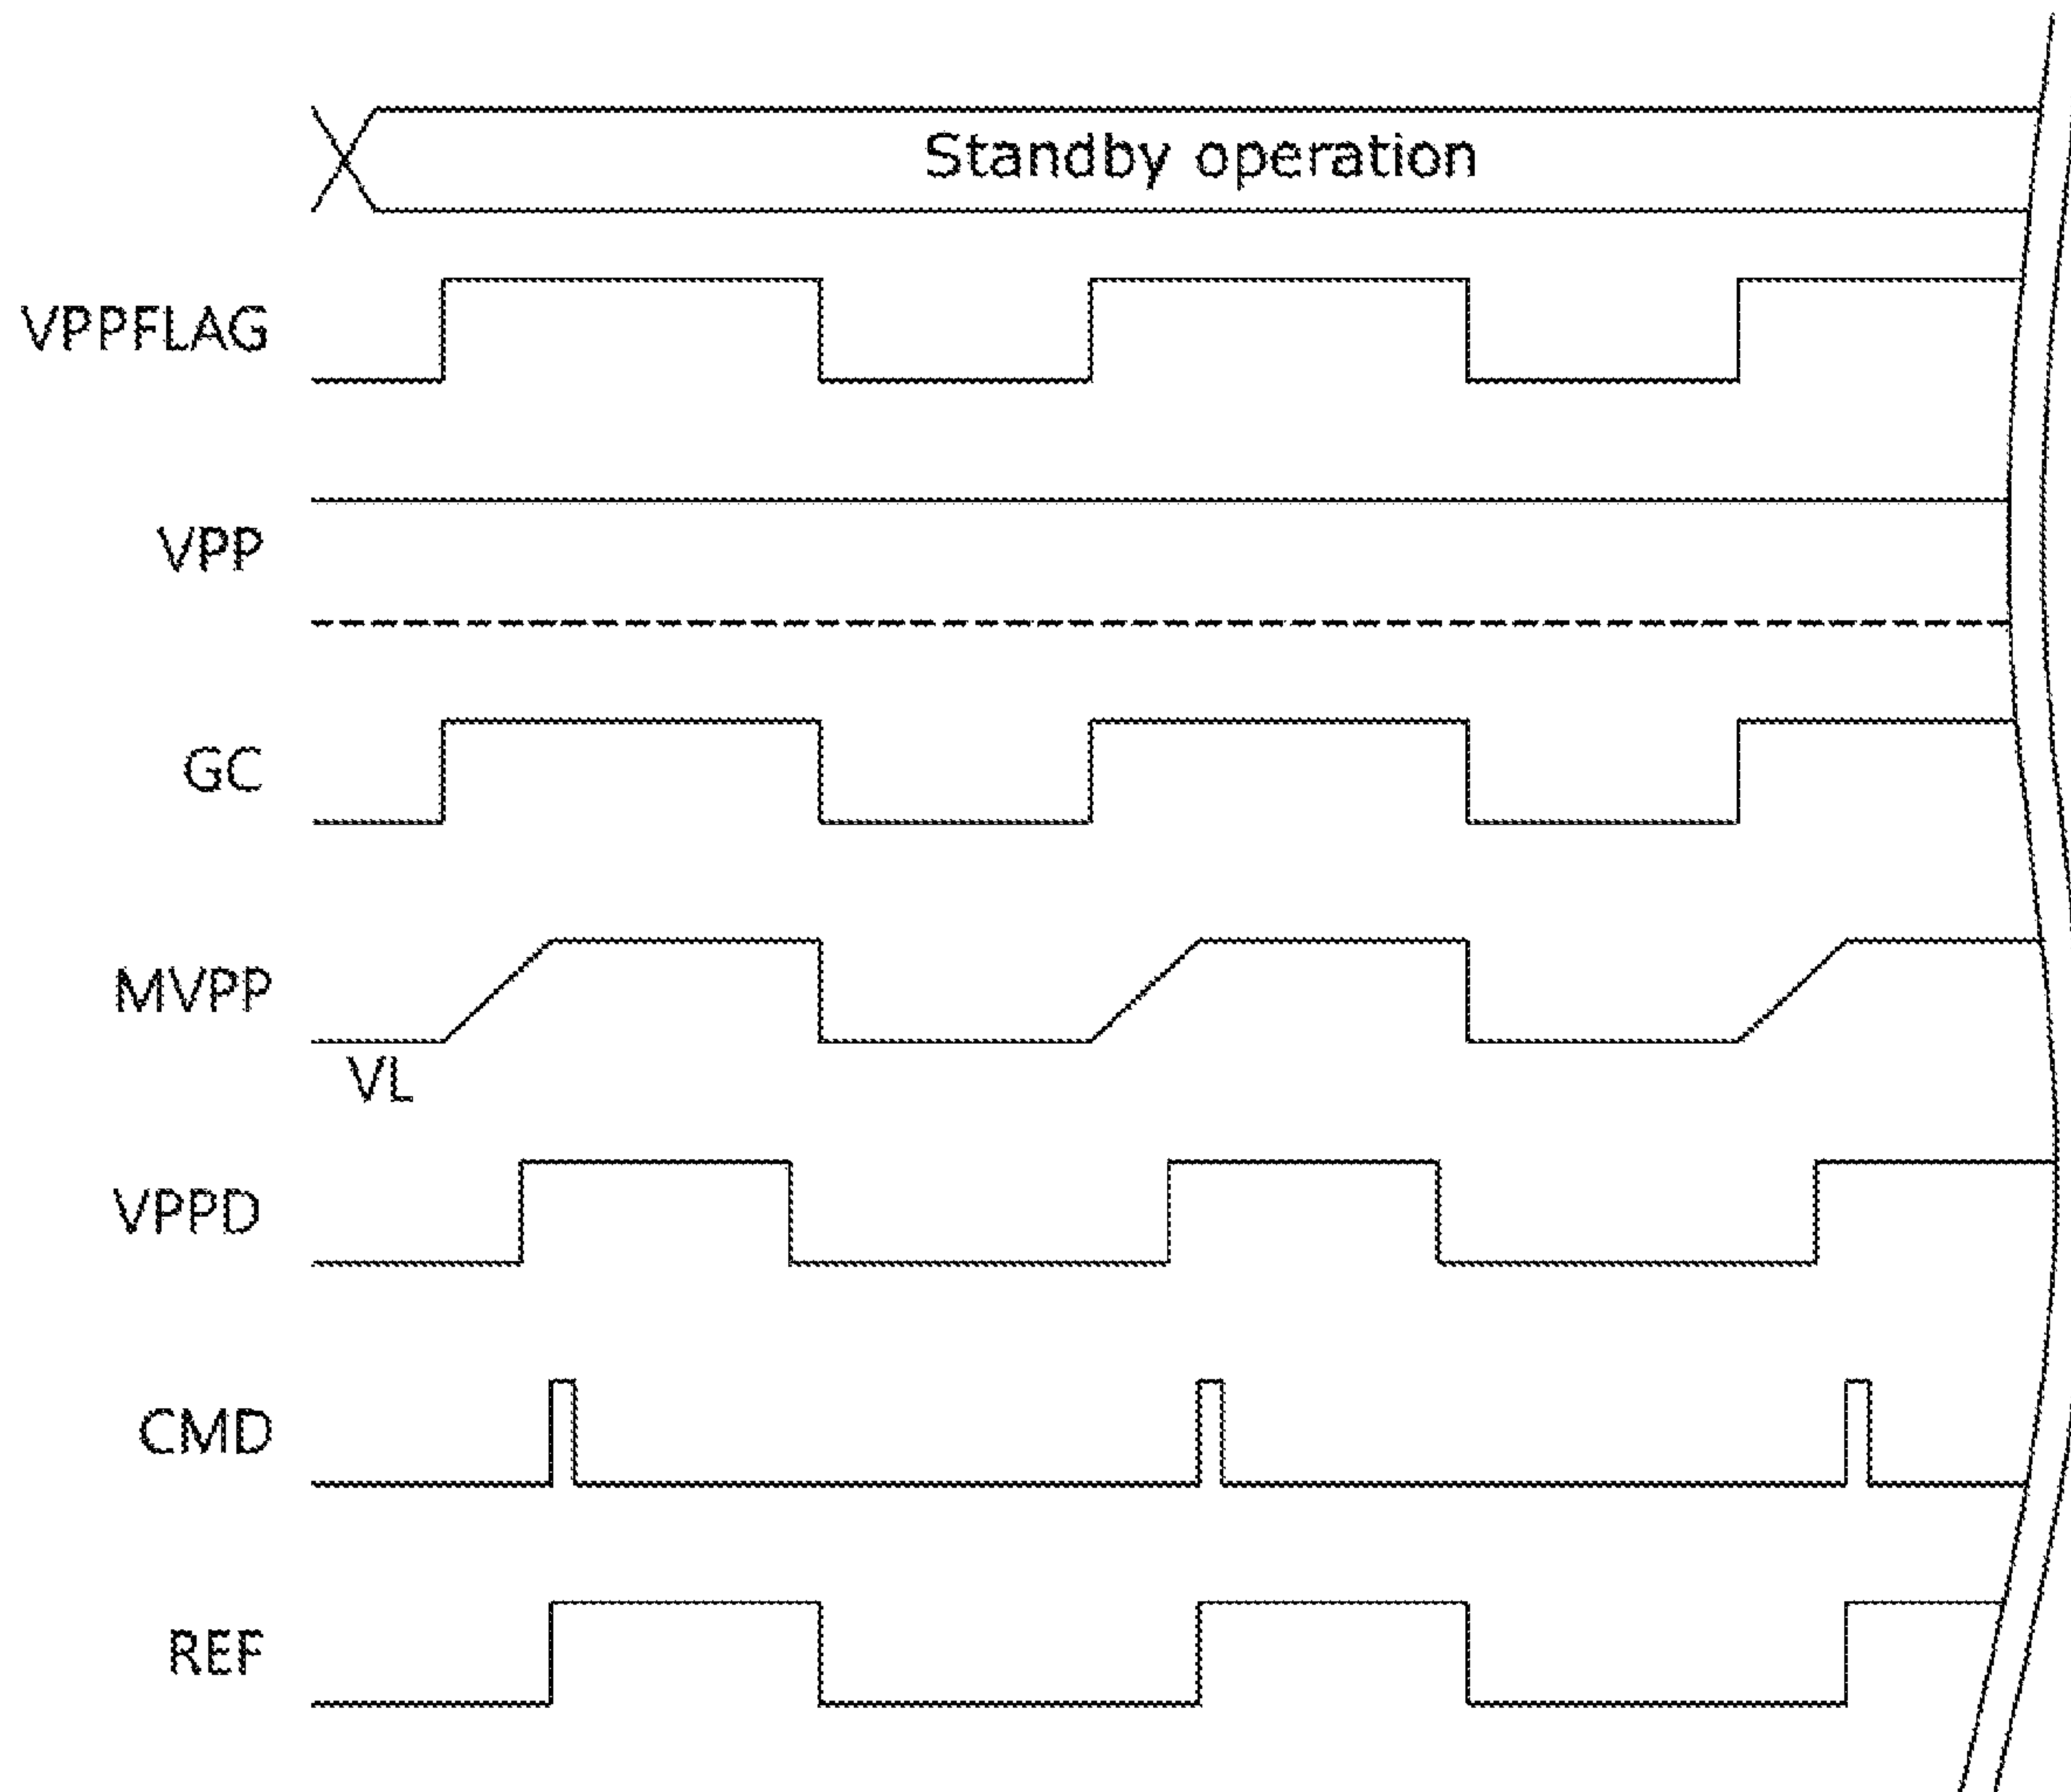 Standby operation
VPPFLAG
VPP
GC
MVPP
VL
VPPD
CMD
REF